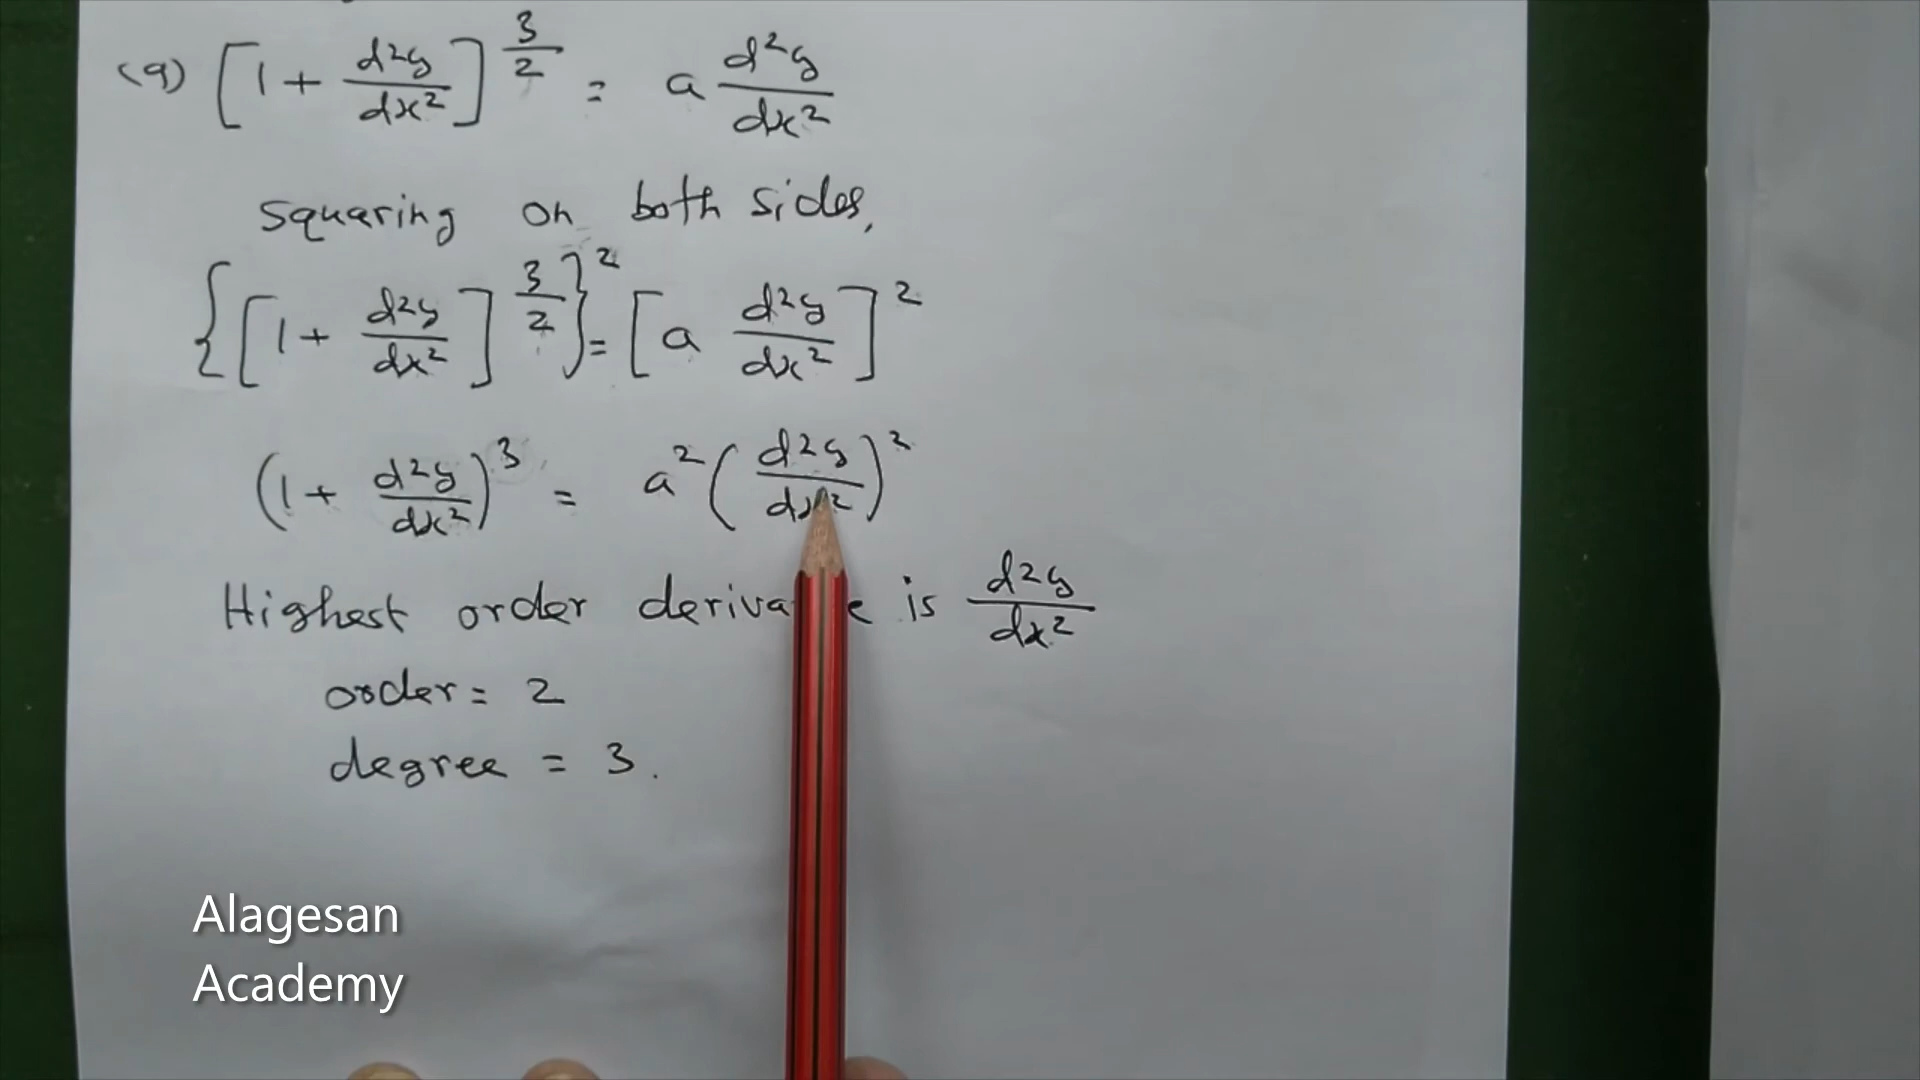 (9) [1 + d²y/dx²]^(3/2) = a d²y/dx²
squaring on both sides,
{[1 + d²y/dx²]^(3/2)}² = [a d²y/dx²]²
(1 + d²y/dx²)³ = a² (d²y/dx²)²
Highest order is d²y/dx²
order = 2
degree = 3.
Alagesan
Academy